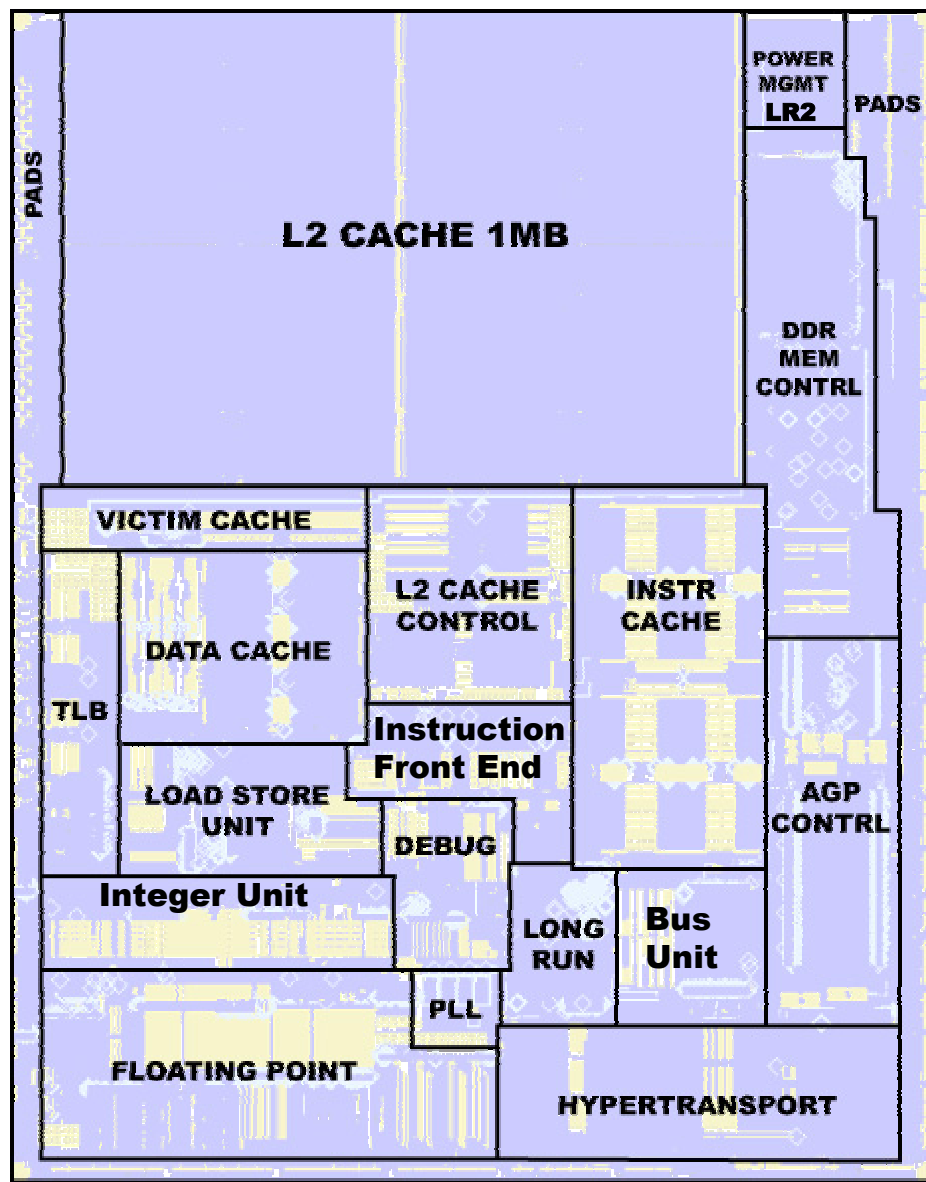 POWER
MGMT
LR2
PADS
PADS
L2 CACHE 1MB
DDR
MEM
CONTRL
VICTIM CACHE
L2 CACHE
CONTROL
INSTR
CACHE
DATA CACHE
TLB
Instruction
Front End
LOAD STORE
UNIT
AGP
CONTRL
DEBUG
Integer Unit
LONG
RUN
Bus
Unit
PLL
FLOATING POINT
HYPERTRANSPORT